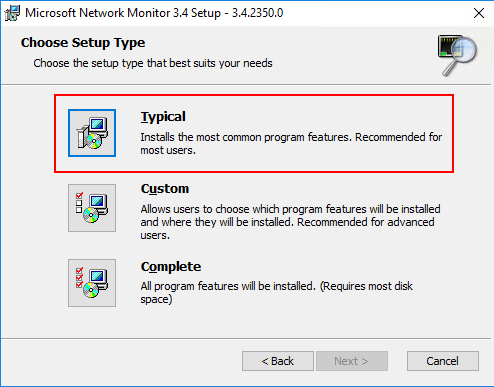 Microsoft Network Monitor 3.4 Setup - 3.4.2350.0
Choose Setup Type
Choose the setup type that best suits your needs
Typical
Installs the most common program features. Recommended for
most users.
Custom
Allows users to choose which program features will be installed
and where they will be installed. Recommended for advanced
users.
Complete
All program features will be installed. (Requires most disk
space)
< Back
Next >
Cancel